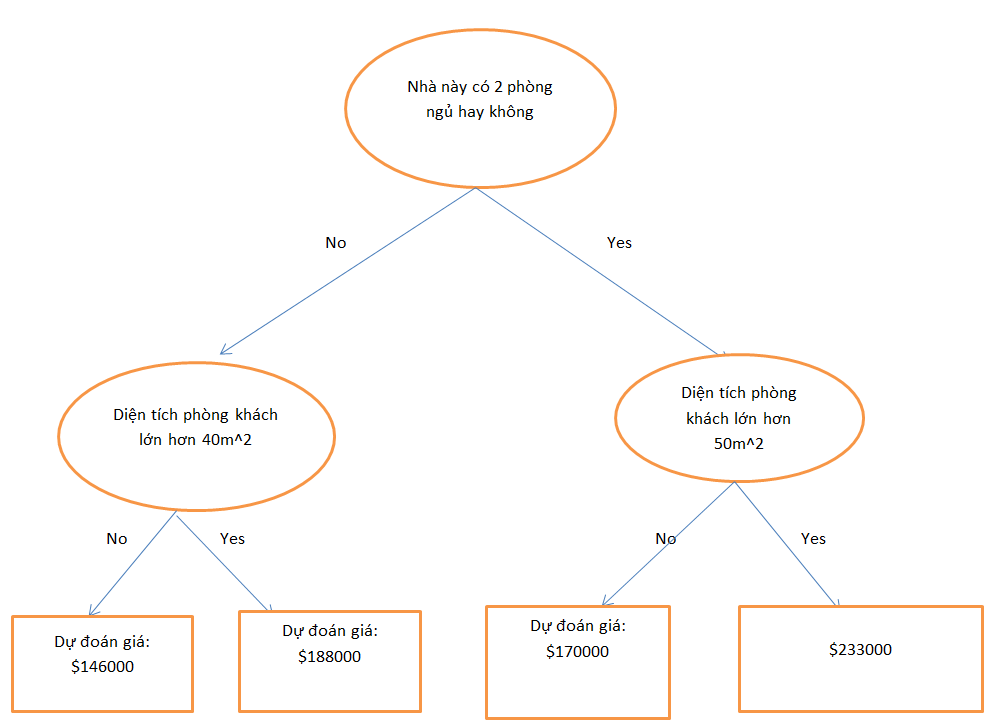 Nhà này có 2 phòng
ngủ hay không
No
Yes
Diện tích phòng khách
lớn hơn 40m^2
Diện tích phòng
khách lớn hơn
50m^2
No
Yes
No
Yes
Dự đoán giá:
$146000
Dự đoán giá:
$188000
Dự đoán giá:
$170000
$233000